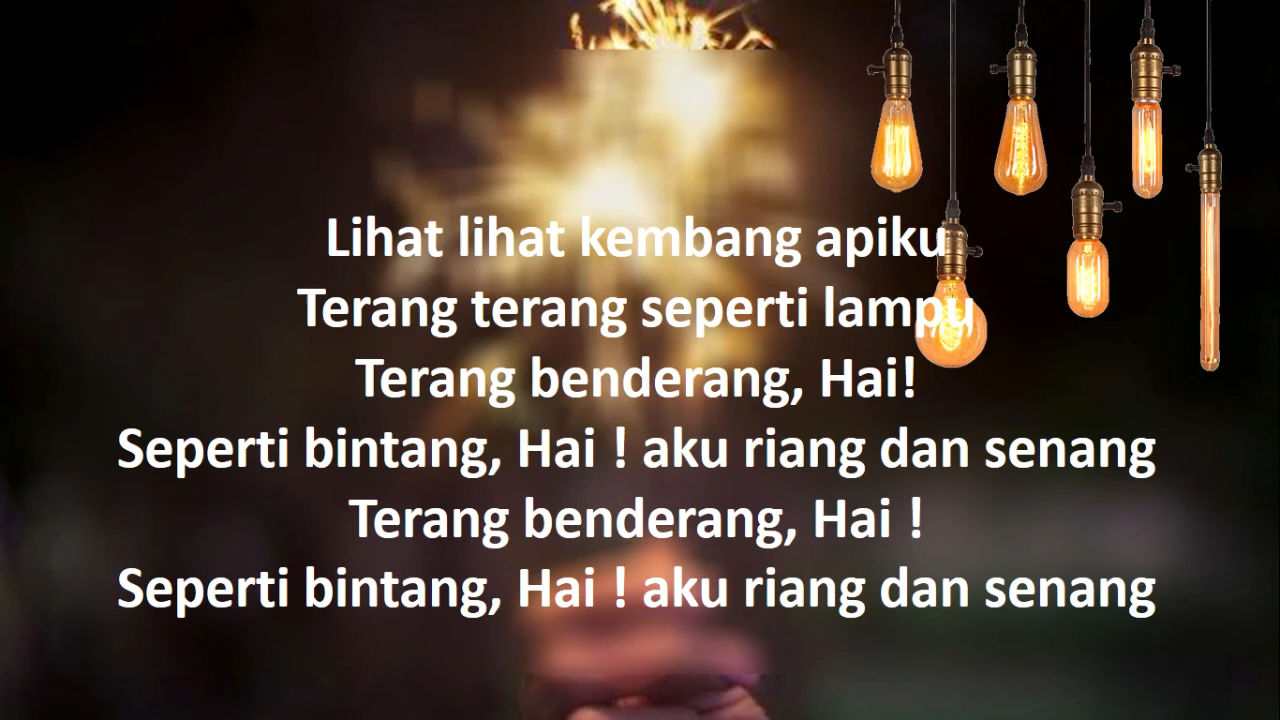 Lihat lihat kembang apiku
Terang terang seperti lampu
Terang benderang, Hai!
Seperti bintang, Hai ! aku riang dan senang
Terang benderang, Hai !
Seperti bintang, Hai ! aku riang dan senang